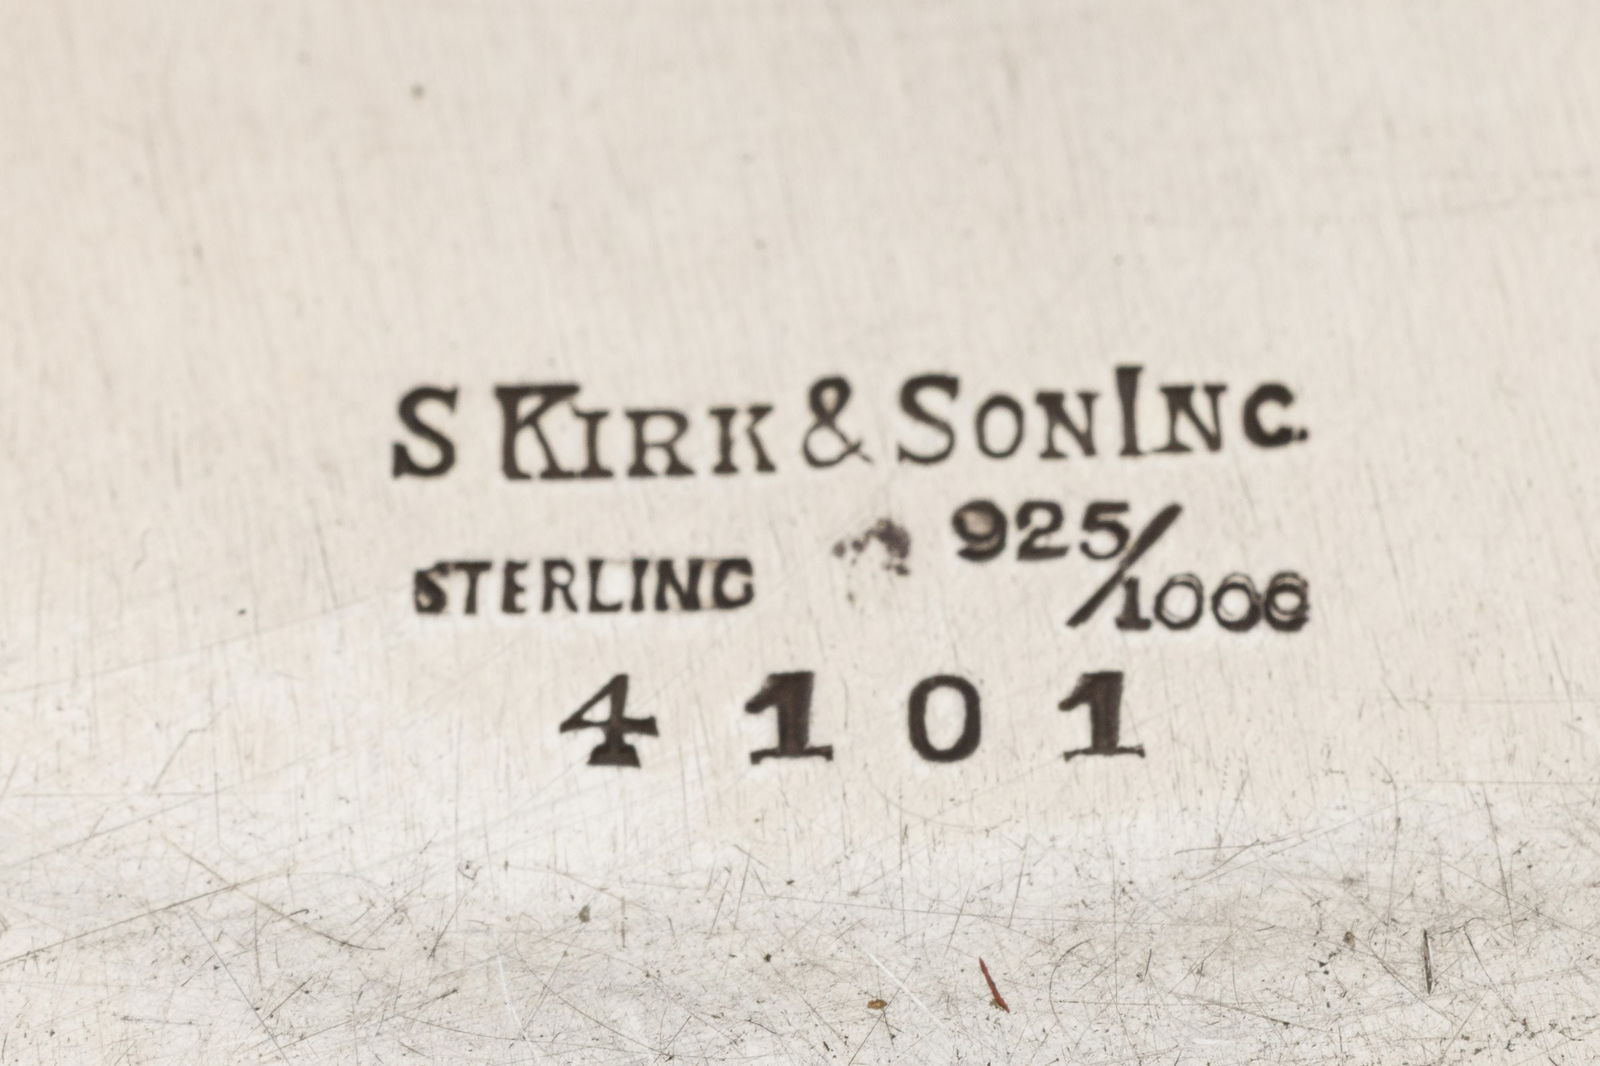 S KIRK & SON INC.
STERLING 925/1000
4101